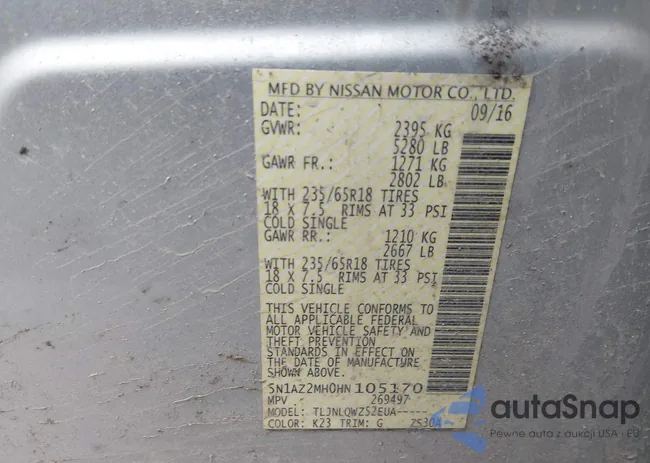 MFD BY NISSAN MOTOR CO., LTD.
DATE: 09/16
GVWR: 2395 KG
5280 LB
GAWR FR.: 1271 KG
2802 LB
WITH 235/65R18 TIRES
18 X 7.5 RIMS AT 33 PSI
COLD SINGLE
GAWR RR.: 1210 KG
2667 LB
WITH 235/65R18 TIRES
18 X 7.5 RIMS AT 33 PSI
COLD SINGLE
THIS VEHICLE CONFORMS TO
ALL APPLICABLE FEDERAL
MOTOR VEHICLE SAFETY AND
THEFT PREVENTION
STANDARDS IN EFFECT ON
THE DATE OF MANUFACTURE
SHOWN ABOVE.
5N1AZ2MH0HN105170
MPV 269497
MODEL: TLJNLQWZ52EUA-----
COLOR: K23 TRIM: G
autoSnap
Pewne auta z aukcji USA - EU